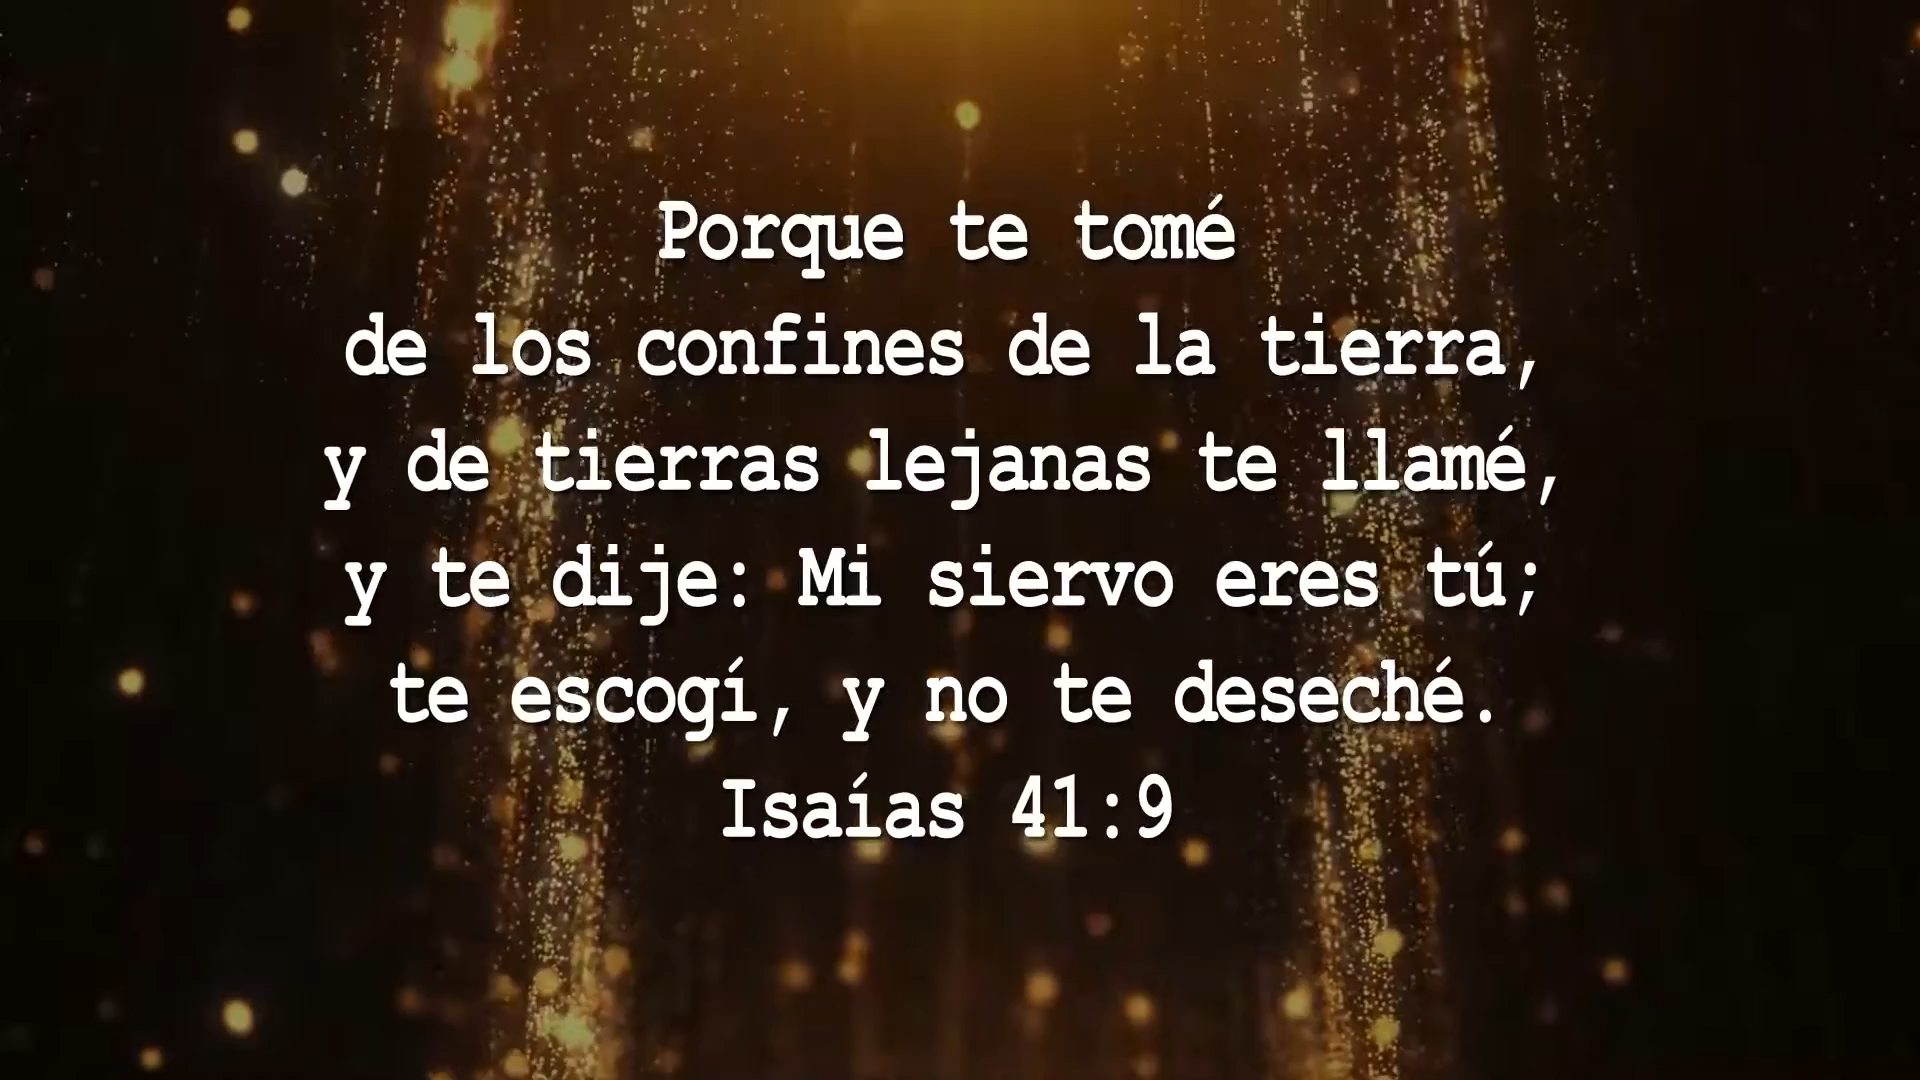 Porque te tomé
de los confines de la tierra,
y de tierras lejanas te llamé,
y te dije: Mi siervo eres tú;
te escogí, y no te deseché.
Isaías 41:9